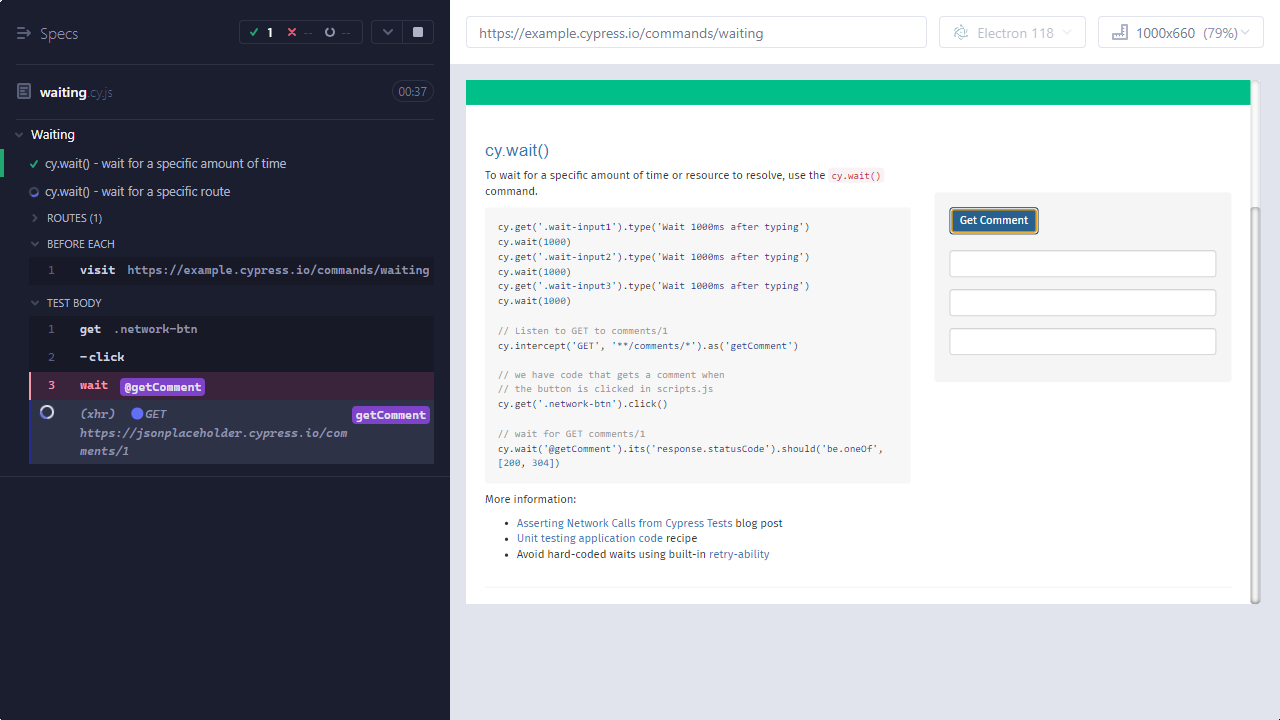 Specs
1 -- --
waiting.cy.js 00:37
Waiting
cy.wait() - wait for a specific amount of time
cy.wait() - wait for a specific route
ROUTES (1)
BEFORE EACH
1 visit https://example.cypress.io/commands/waiting
TEST BODY
1 get .network-btn
2 -click
3 wait @getComment
(xhr) GET getComment
https://jsonplaceholder.cypress.io/com
ments/1
https://example.cypress.io/commands/waiting
Electron 118
1000x660 (79%)
cy.wait()
To wait for a specific amount of time or resource to resolve, use the cy.wait()
command.
cy.get('.wait-input1').type('Wait 1000ms after typing')
cy.wait(1000)
cy.get('.wait-input2').type('Wait 1000ms after typing')
cy.wait(1000)
cy.get('.wait-input3').type('Wait 1000ms after typing')
cy.wait(1000)
// Listen to GET to comments/1
cy.intercept('GET', '**/comments/*').as('getComment')
// we have code that gets a comment when
// the button is clicked in scripts.js
cy.get('.network-btn').click()
// wait for GET comments/1
cy.wait('@getComment').its('response.statusCode').should('be.oneOf',
[200, 304])
More information:
Asserting Network Calls from Cypress Tests blog post
Unit testing application code recipe
Avoid hard-coded waits using built-in retry-ability
Get Comment